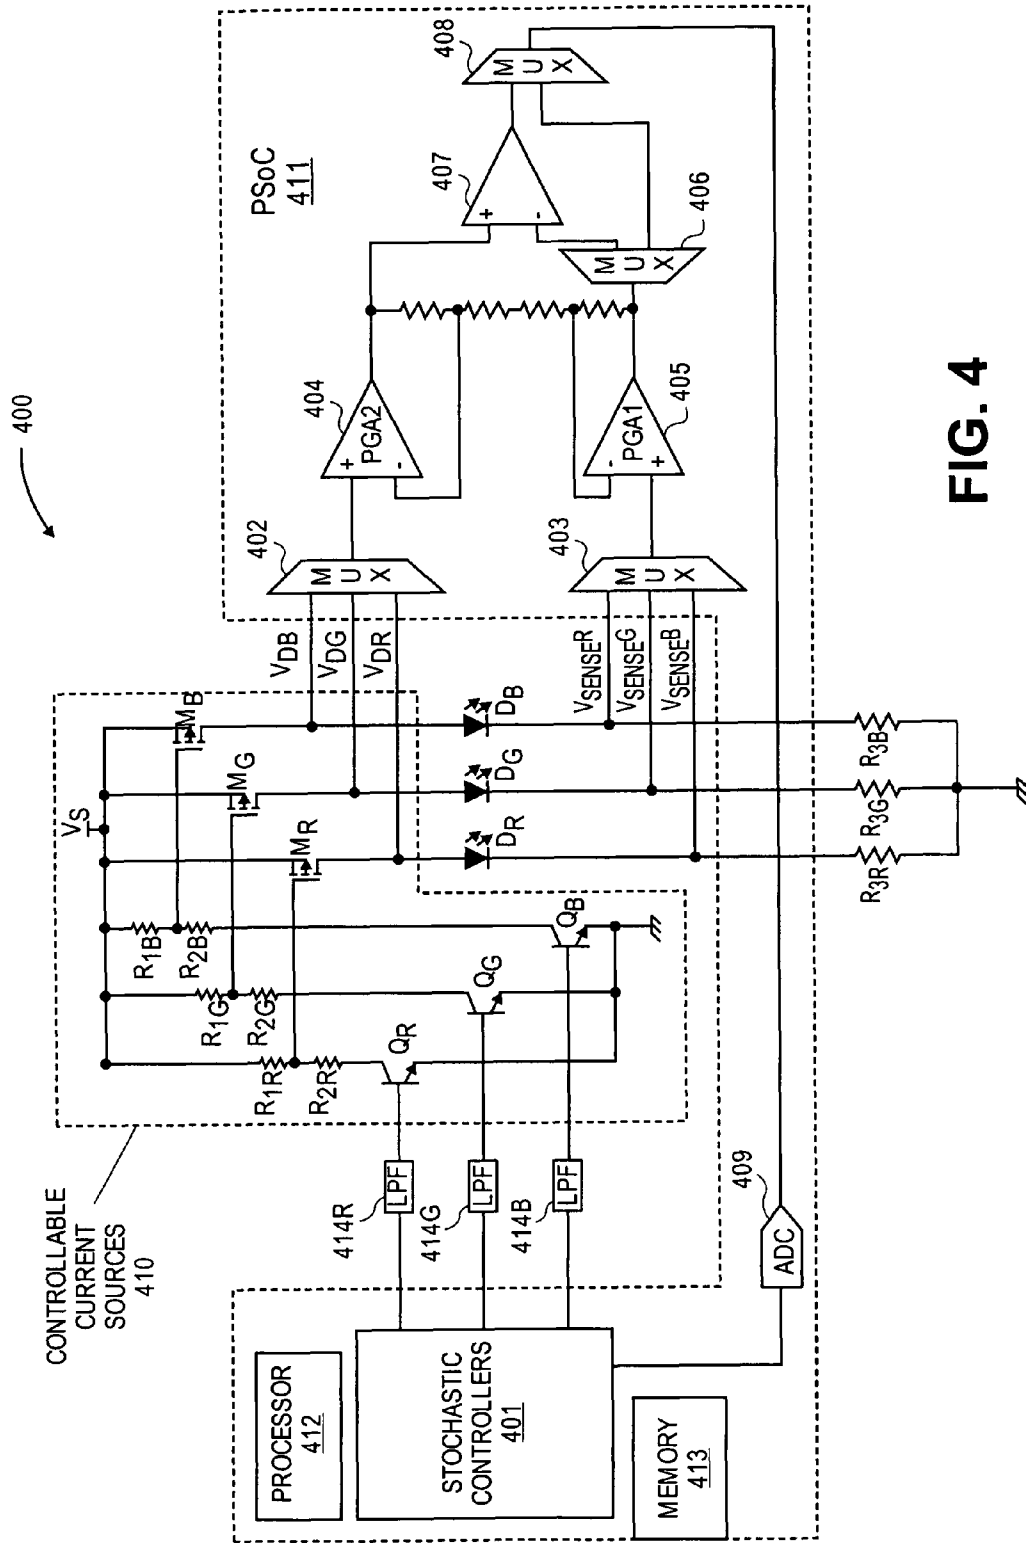 400
CONTROLLABLE
CURRENT
SOURCES
410
VS
R1R
R2R
R1G
R2G
R1B
R2B
MR
MG
MB
QR
QG
QB
414R
LPF
414G
LPF
414B
LPF
PROCESSOR
412
STOCHASTIC
CONTROLLERS
401
MEMORY
413
409
ADC
VDB
VDG
VDR
DR
DG
DB
VSENSER
VSENSEG
VSENSEB
R3R
R3G
R3B
402
M
U
X
403
M
U
X
404
+
PGA2
-
405
-
PGA1
+
PSoC
411
407
+
-
406
M
U
X
408
M
U
X
FIG. 4